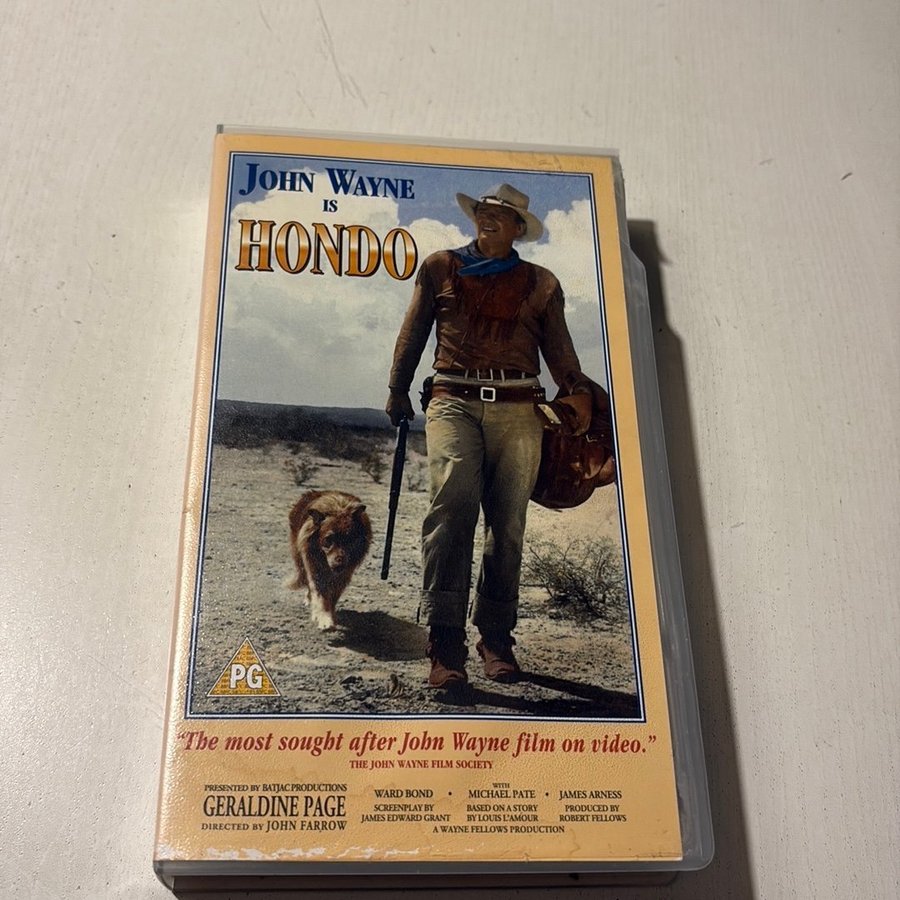 JOHN WAYNE
IS
HONDO
PG
"The most sought after John Wayne film on video."
THE JOHN WAYNE FILM SOCIETY
PRESENTED BY BATJAC PRODUCTIONS
GERALDINE PAGE
DIRECTED BY JOHN FARROW
WITH
WARD BOND • MICHAEL PATE • JAMES ARNESS
SCREENPLAY BY
JAMES EDWARD GRANT
BASED ON A STORY
BY LOUIS L'AMOUR
PRODUCED BY
ROBERT FELLOWS
A WAYNE FELLOWS PRODUCTION